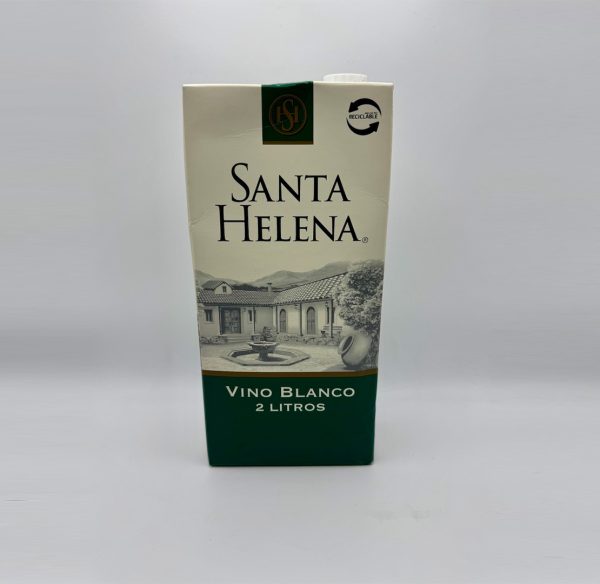 SH
RECICLABLE
SANTA
HELENA®
VINO BLANCO
2 LITROS